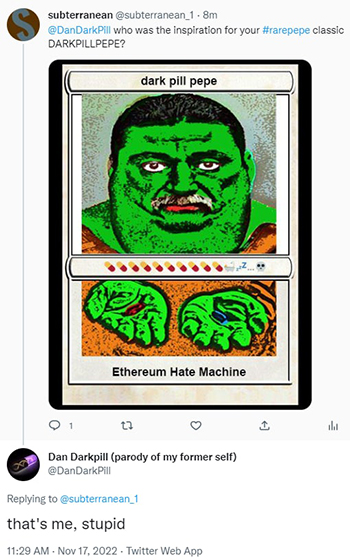 subterranean @subterranean_1 · 8m
@DanDarkPill who was the inspiration for your #rarepepe classic
DARKPILLPEPE?
dark pill pepe
Ethereum Hate Machine
1
Dan Darkpill (parody of my former self)
@DanDarkPill
Replying to @subterranean_1
that's me, stupid
11:29 AM · Nov 17, 2022 · Twitter Web App